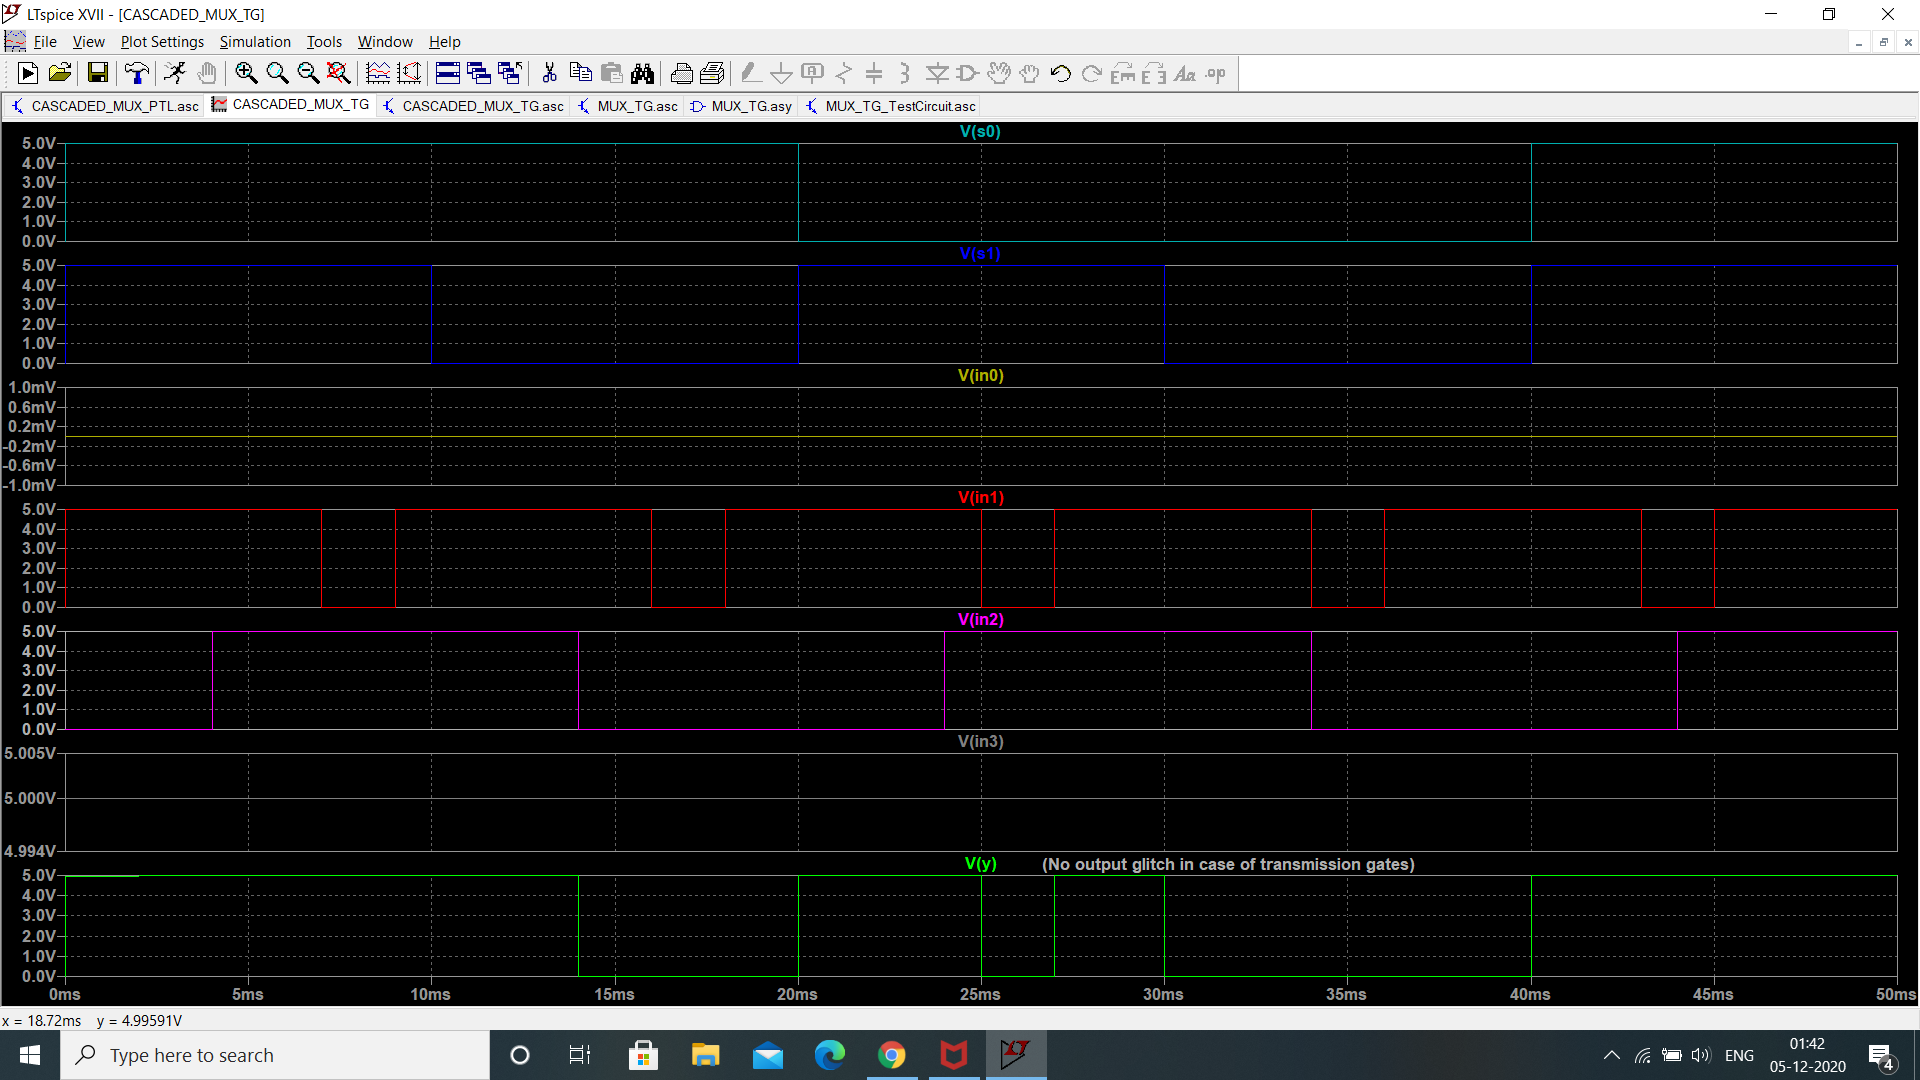 LTspice XVII - [CASCADED_MUX_TG]
File View Plot Settings Simulation Tools Window Help
CASCADED_MUX_PTL.asc CASCADED_MUX_TG CASCADED_MUX_TG.asc MUX_TG.asc MUX_TG.asy MUX_TG_TestCircuit.asc
V(s0)
5.0V
4.0V
3.0V
2.0V
1.0V
0.0V
V(s1)
5.0V
4.0V
3.0V
2.0V
1.0V
0.0V
V(in0)
1.0mV
0.6mV
0.2mV
-0.2mV
-0.6mV
-1.0mV
V(in1)
5.0V
4.0V
3.0V
2.0V
1.0V
0.0V
V(in2)
5.0V
4.0V
3.0V
2.0V
1.0V
0.0V
V(in3)
5.005V
5.000V
4.994V
V(y) (No output glitch in case of transmission gates)
5.0V
4.0V
3.0V
2.0V
1.0V
0.0V
0ms 5ms 10ms 15ms 20ms 25ms 30ms 35ms 40ms 45ms 50ms
x = 18.72ms y = 4.99591V
Type here to search
ENG
01:42
05-12-2020
4